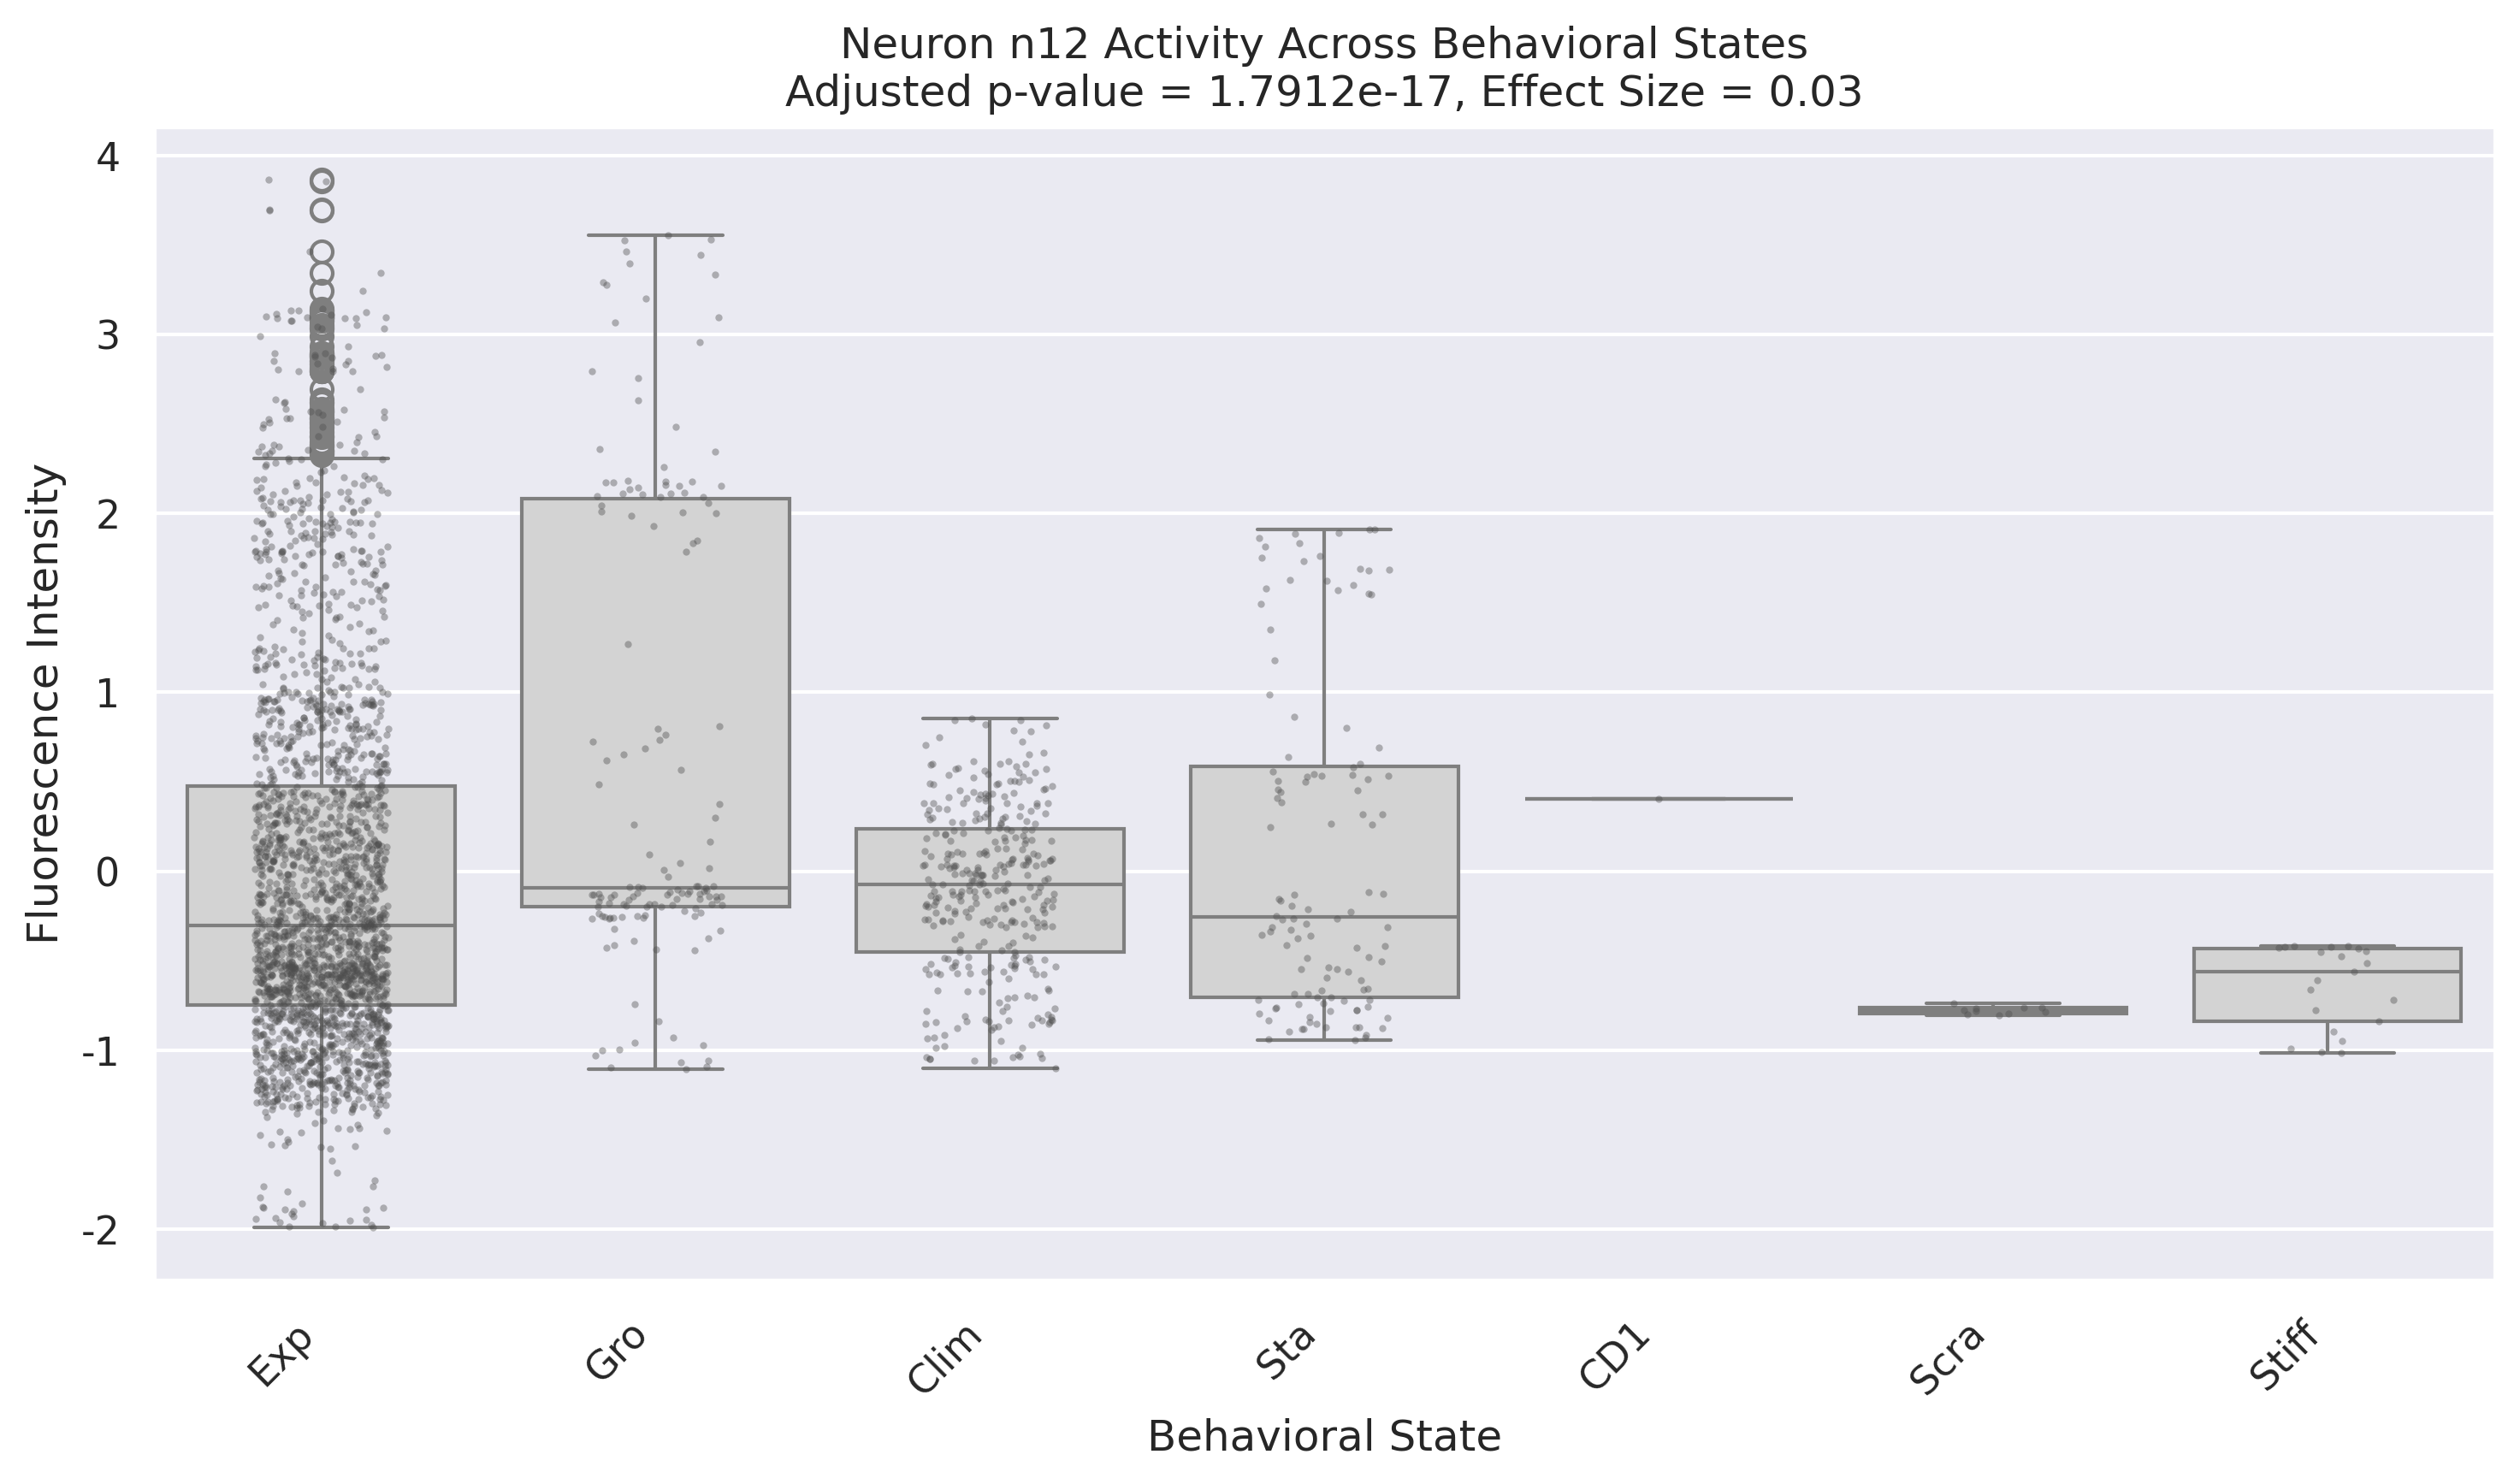 Neuron n12 Activity Across Behavioral States
Adjusted p-value = 1.7912e-17, Effect Size = 0.03
Fluorescence Intensity
4
3
2
1
0
-1
-2
Exp
Gro
Clim
Sta
CD1
Scra
Stiff
Behavioral State